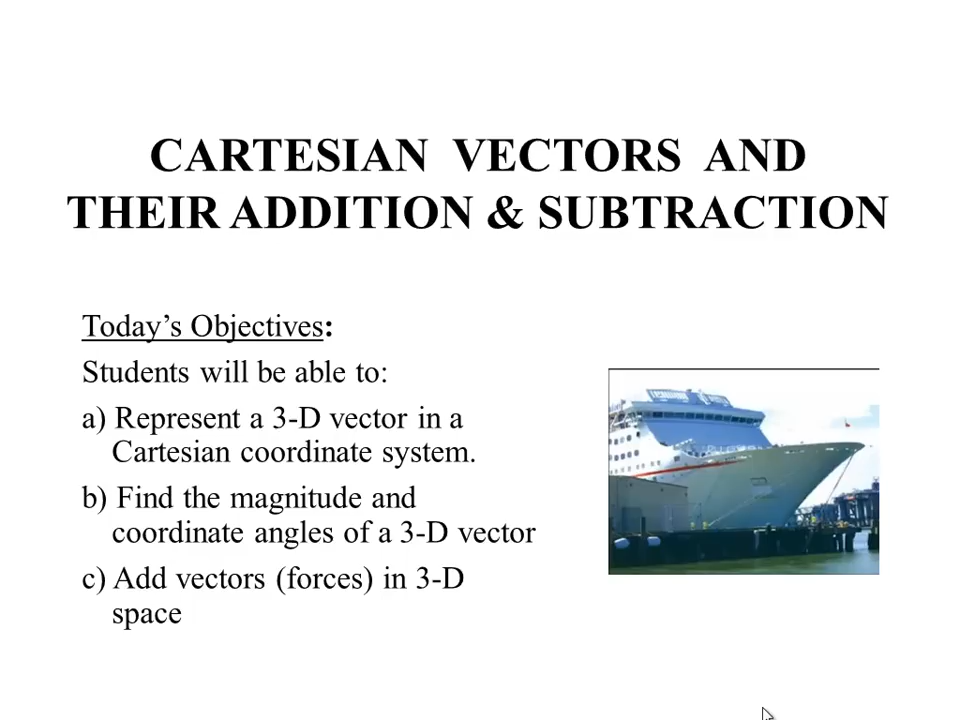 CARTESIAN VECTORS AND
THEIR ADDITION & SUBTRACTION
Today’s Objectives:
Students will be able to:
a) Represent a 3-D vector in a
Cartesian coordinate system.
b) Find the magnitude and
coordinate angles of a 3-D vector
c) Add vectors (forces) in 3-D
space